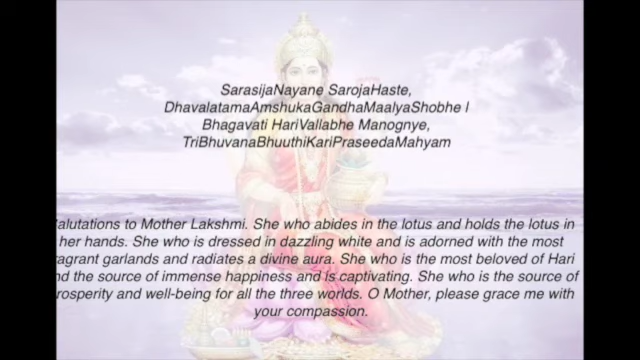 SarasijaNayane SarojaHaste,
DhavalatamaAmshukaGandhaMaalyaShobhe |
Bhagavati HariVallabhe Manognye,
TriBhuvanaBhuuthiKariPraseedaMahyam
alutations to Mother Lakshmi. She who abides in the lotus and holds the lotus in
her hands. She who is dressed in dazzling white and is adorned with the most
agrant garlands and radiates a divine aura. She who is the most beloved of Hari
nd the source of immense happiness and is captivating. She who is the source of
rosperity and well-being for all the three worlds. O Mother, please grace me with
your compassion.